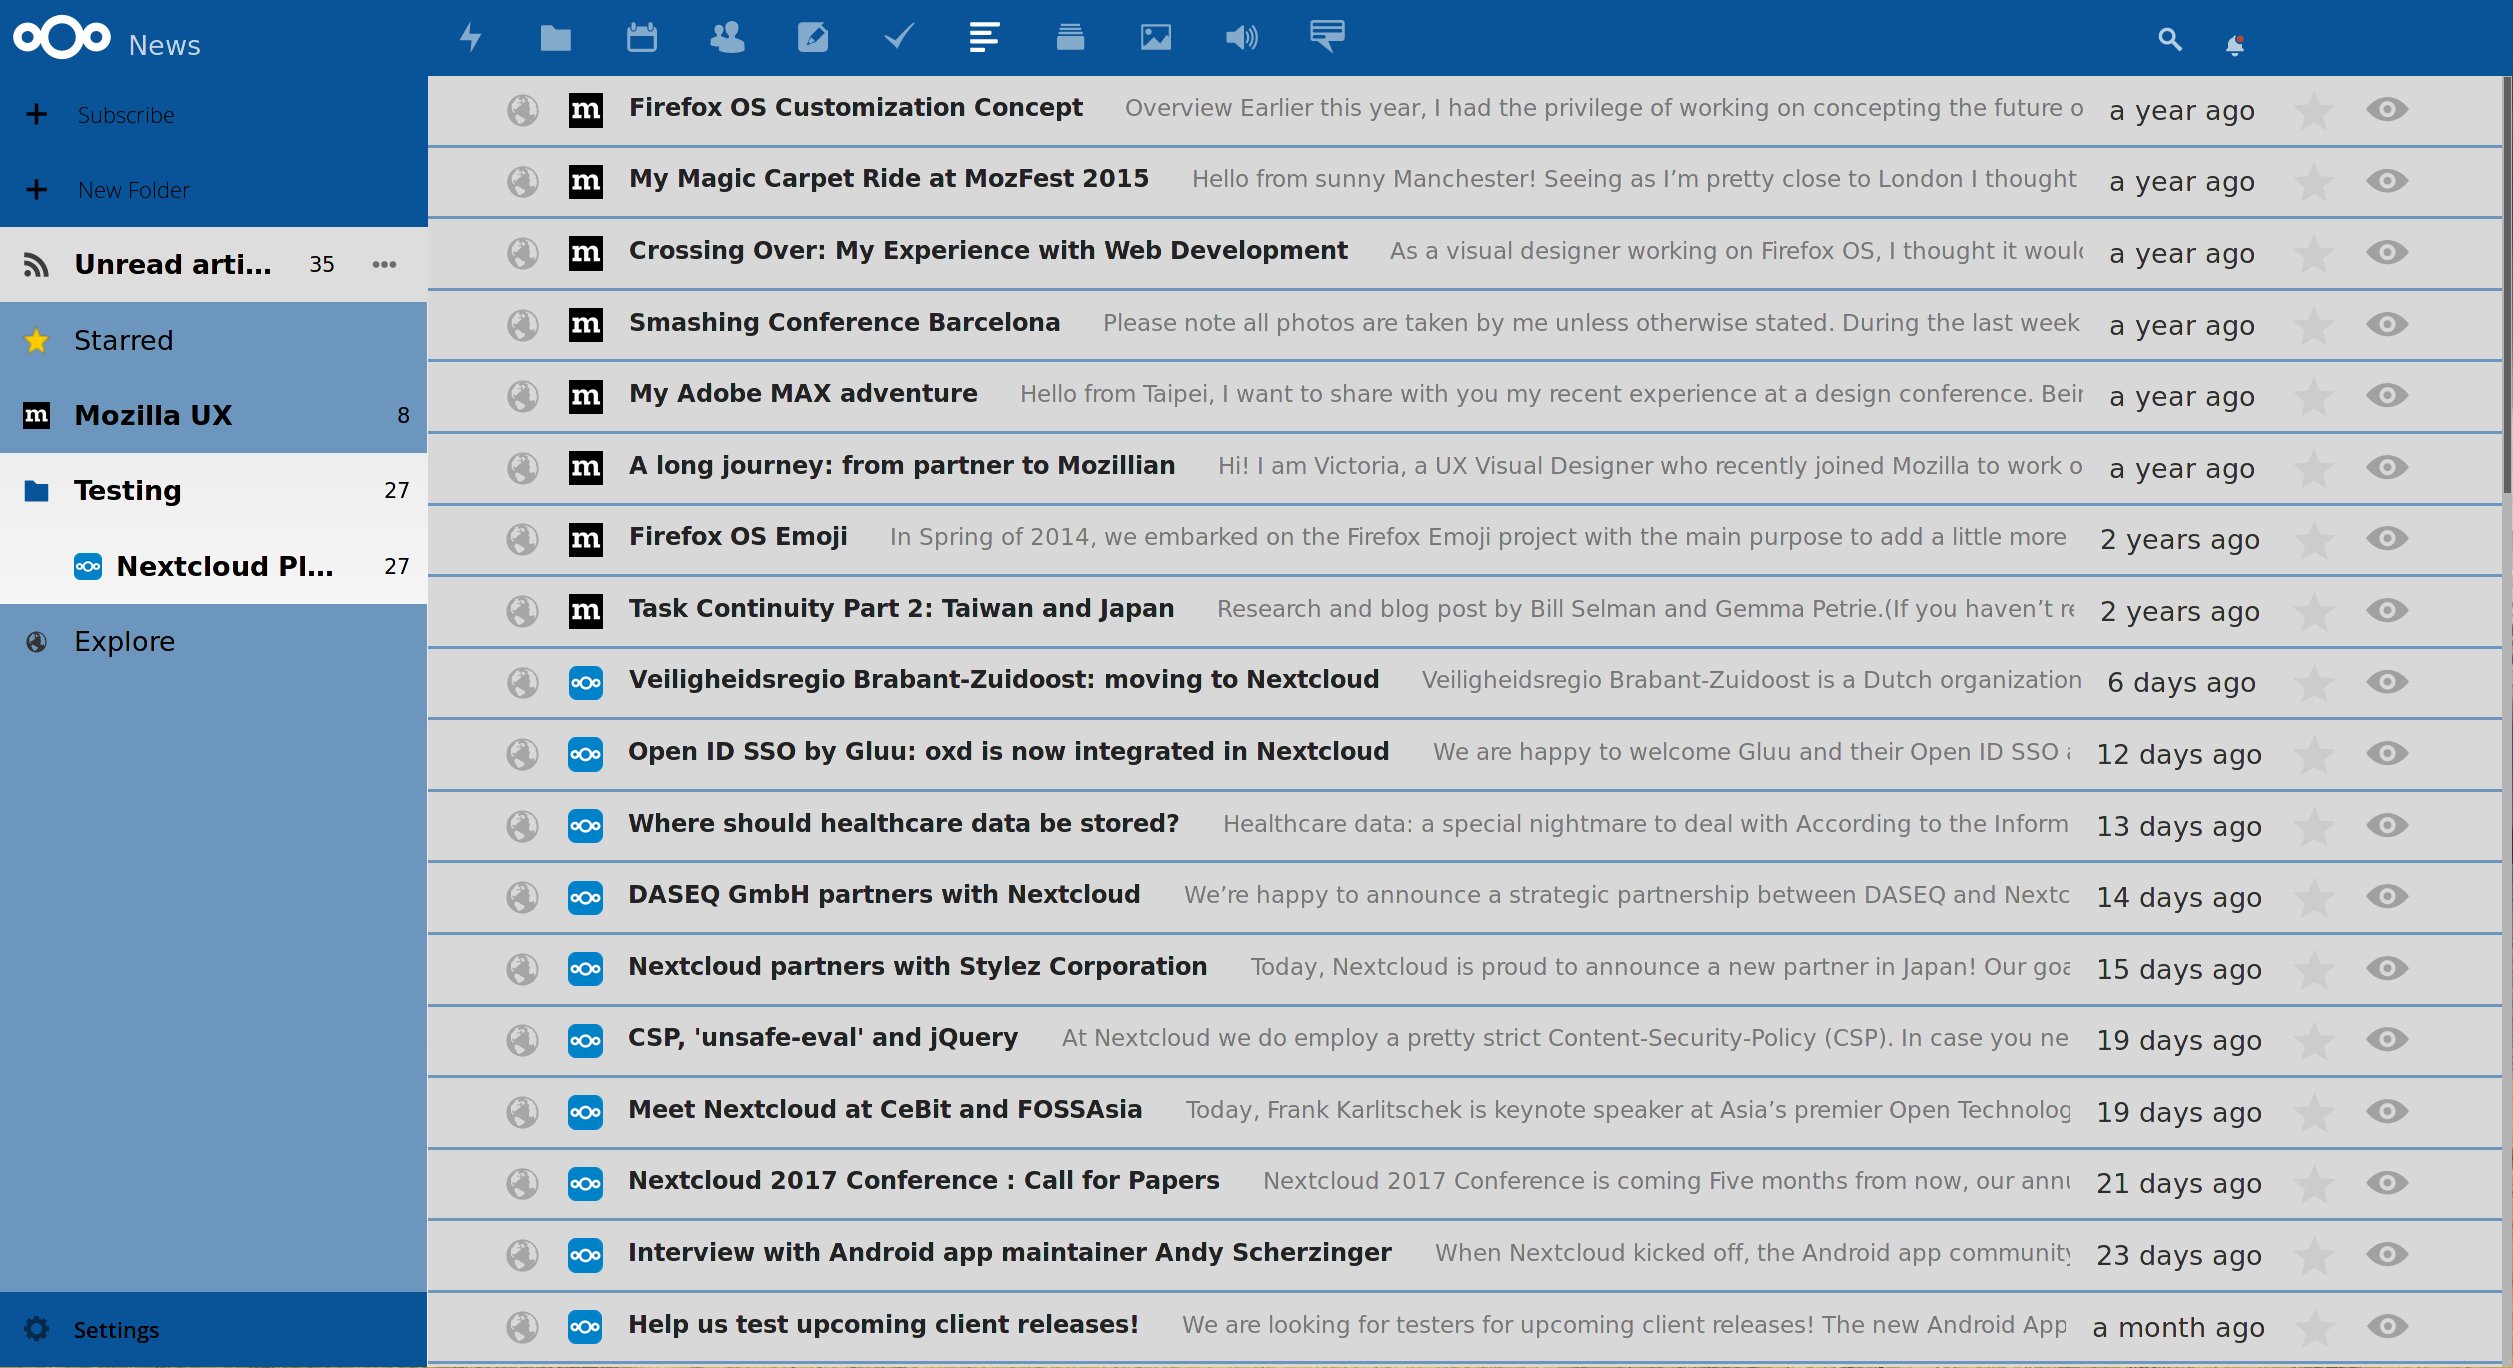 News
Subscribe
New Folder
Unread arti... 35
Starred
Mozilla UX 8
Testing 27
Nextcloud Pl... 27
Explore
Settings
Firefox OS Customization Concept Overview Earlier this year, I had the privilege of working on concepting the future o a year ago
My Magic Carpet Ride at MozFest 2015 Hello from sunny Manchester! Seeing as I’m pretty close to London I thought a year ago
Crossing Over: My Experience with Web Development As a visual designer working on Firefox OS, I thought it would a year ago
Smashing Conference Barcelona Please note all photos are taken by me unless otherwise stated. During the last week a year ago
My Adobe MAX adventure Hello from Taipei, I want to share with you my recent experience at a design conference. Bein a year ago
A long journey: from partner to Mozillian Hi! I am Victoria, a UX Visual Designer who recently joined Mozilla to work o a year ago
Firefox OS Emoji In Spring of 2014, we embarked on the Firefox Emoji project with the main purpose to add a little more 2 years ago
Task Continuity Part 2: Taiwan and Japan Research and blog post by Bill Selman and Gemma Petrie.(If you haven’t re 2 years ago
Veiligheidsregio Brabant-Zuidoost: moving to Nextcloud Veiligheidsregio Brabant-Zuidoost is a Dutch organization 6 days ago
Open ID SSO by Gluu: oxd is now integrated in Nextcloud We are happy to welcome Gluu and their Open ID SSO a 12 days ago
Where should healthcare data be stored? Healthcare data: a special nightmare to deal with According to the Inform 13 days ago
DASEQ GmbH partners with Nextcloud We’re happy to announce a strategic partnership between DASEQ and Nextc 14 days ago
Nextcloud partners with Stylez Corporation Today, Nextcloud is proud to announce a new partner in Japan! Our goa 15 days ago
CSP, 'unsafe-eval' and jQuery At Nextcloud we do employ a pretty strict Content-Security-Policy (CSP). In case you ne 19 days ago
Meet Nextcloud at CeBit and FOSSAsia Today, Frank Karlitschek is keynote speaker at Asia’s premier Open Technolog 19 days ago
Nextcloud 2017 Conference : Call for Papers Nextcloud 2017 Conference is coming Five months from now, our annu 21 days ago
Interview with Android app maintainer Andy Scherzinger When Nextcloud kicked off, the Android app community 23 days ago
Help us test upcoming client releases! We are looking for testers for upcoming client releases! The new Android App a month ago